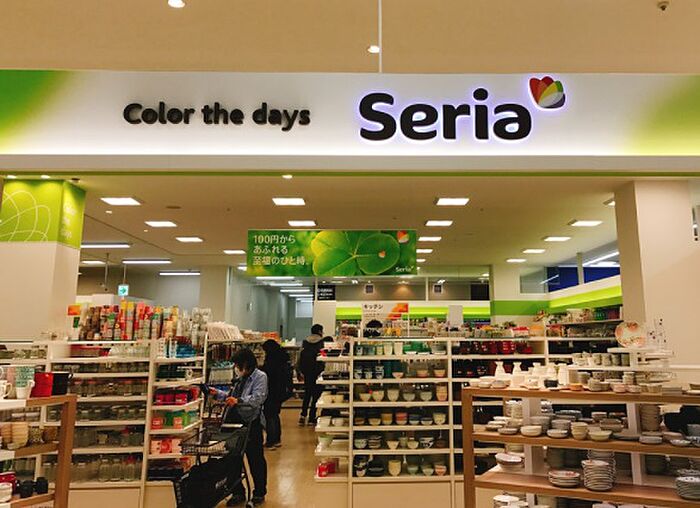 Color the days
Seria
100円から
あふれる
至福のひと時。
Seria
キッチン